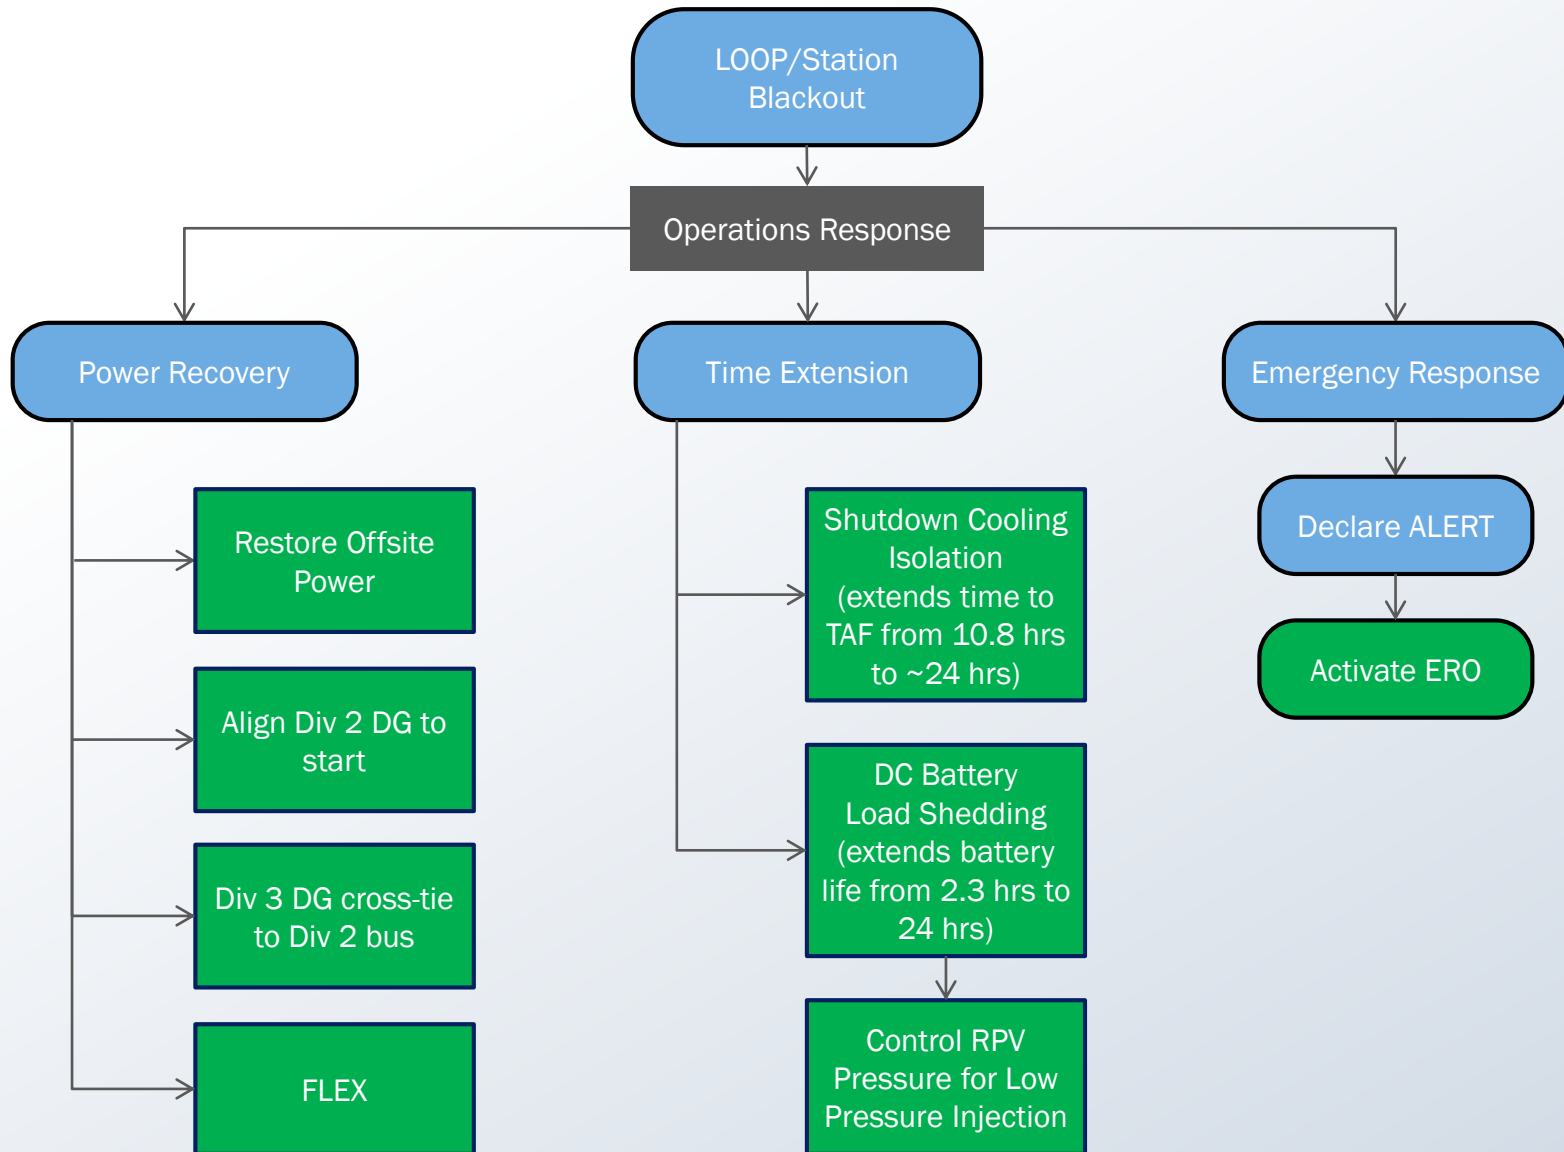 LOOP/Station
Blackout
Operations Response
Power Recovery
Time Extension
Emergency Response
Restore Offsite
Power
Align Div 2 DG to
start
Div 3 DG cross-tie
to Div 2 bus
FLEX
Shutdown Cooling
Isolation
(extends time to
TAF from 10.8 hrs
to ~24 hrs)
DC Battery
Load Shedding
(extends battery
life from 2.3 hrs to
24 hrs)
Control RPV
Pressure for Low
Pressure Injection
Declare ALERT
Activate ERO